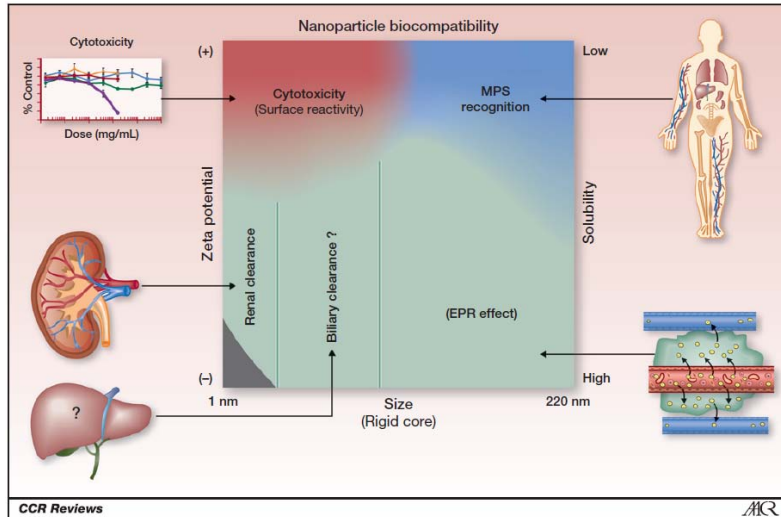 Nanoparticle biocompatibility
Cytotoxicity
% Control
Dose (mg/mL)
(+)
Zeta potential
(–)
Cytotoxicity
(Surface reactivity)
MPS
recognition
Renal clearance
Biliary clearance ?
(EPR effect)
Low
Solubility
High
1 nm
Size
(Rigid core)
220 nm
?
CCR Reviews
AACR